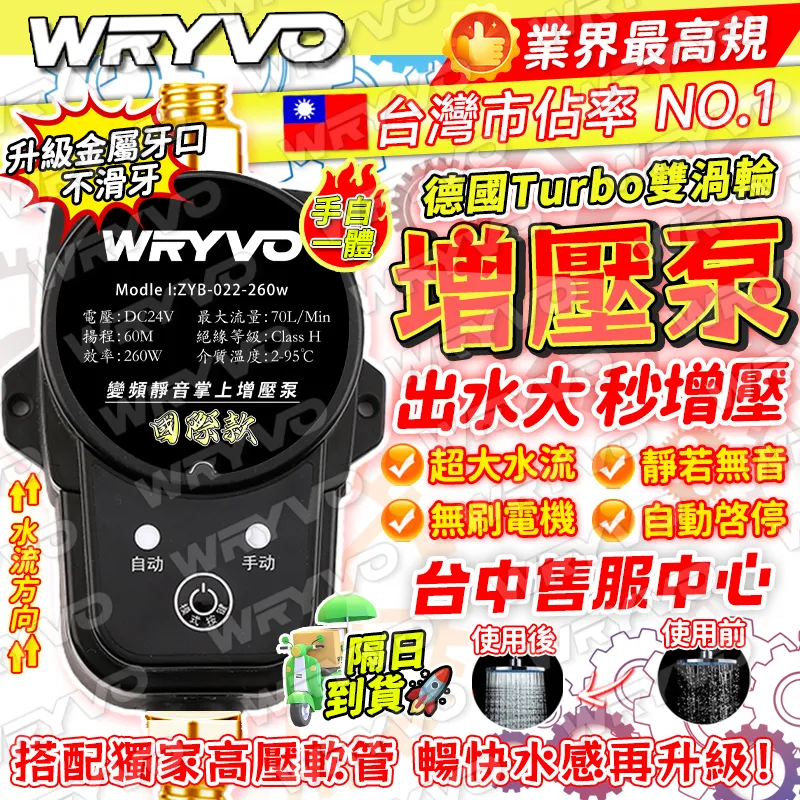 WRYVO
業界最高規
台灣市佔率 NO.1
升級金屬牙口
不滑牙
手自
一體
德國Turbo雙渦輪
增壓泵
WRYVO
Modle l:ZYB-022-260w
電壓:DC24V 最大流量:70L/Min
揚程:60M 絕緣等級:Class H
效率:260W 介質溫度:2-95℃
變頻靜音掌上增壓泵
國際款
出水大 秒增壓
超大水流 靜若無音
無刷電機 自動啓停
水流方向
自动 手动
模式按键
台中售服中心
隔日
到貨
使用後 使用前
搭配獨家高壓軟管 暢快水感再升級!